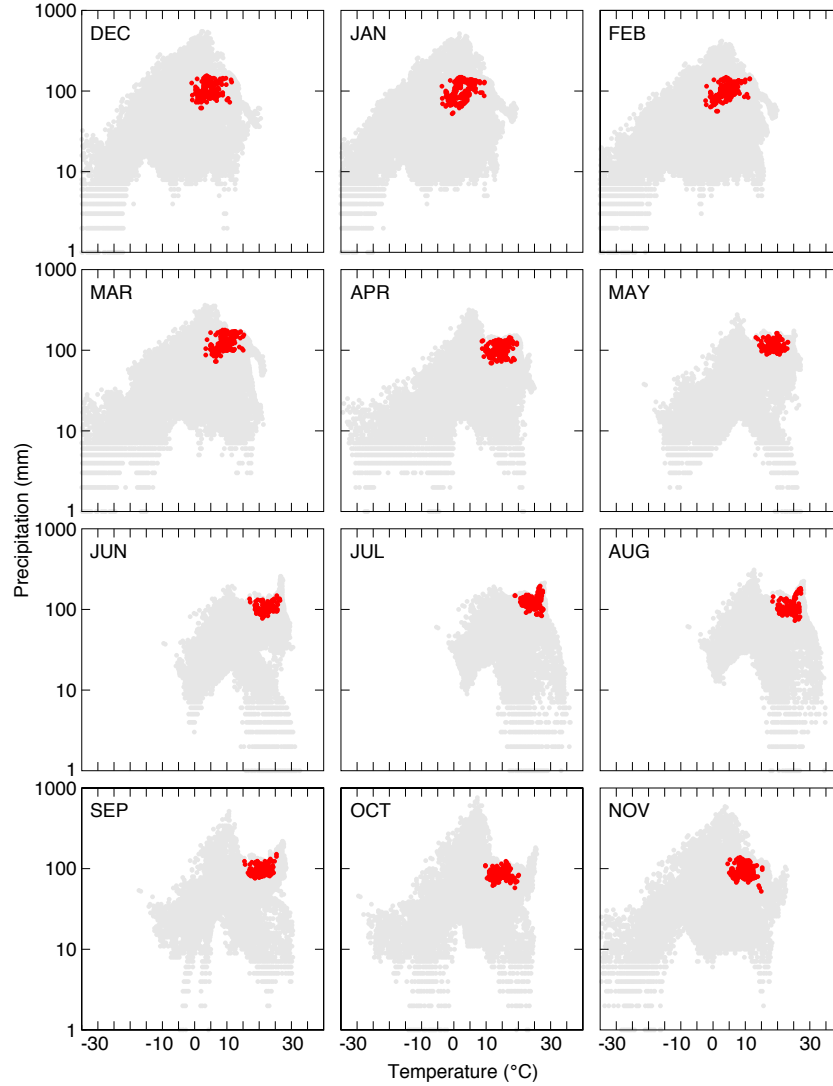 1000
DEC
JAN
FEB
100
10
1
1000
MAR
APR
MAY
100
10
1
1000
JUN
JUL
AUG
100
10
1
1000
SEP
OCT
NOV
100
10
1
Precipitation (mm)
-30 -10 0 10 30 -30 -10 0 10 30 -30 -10 0 10 30
Temperature (°C)